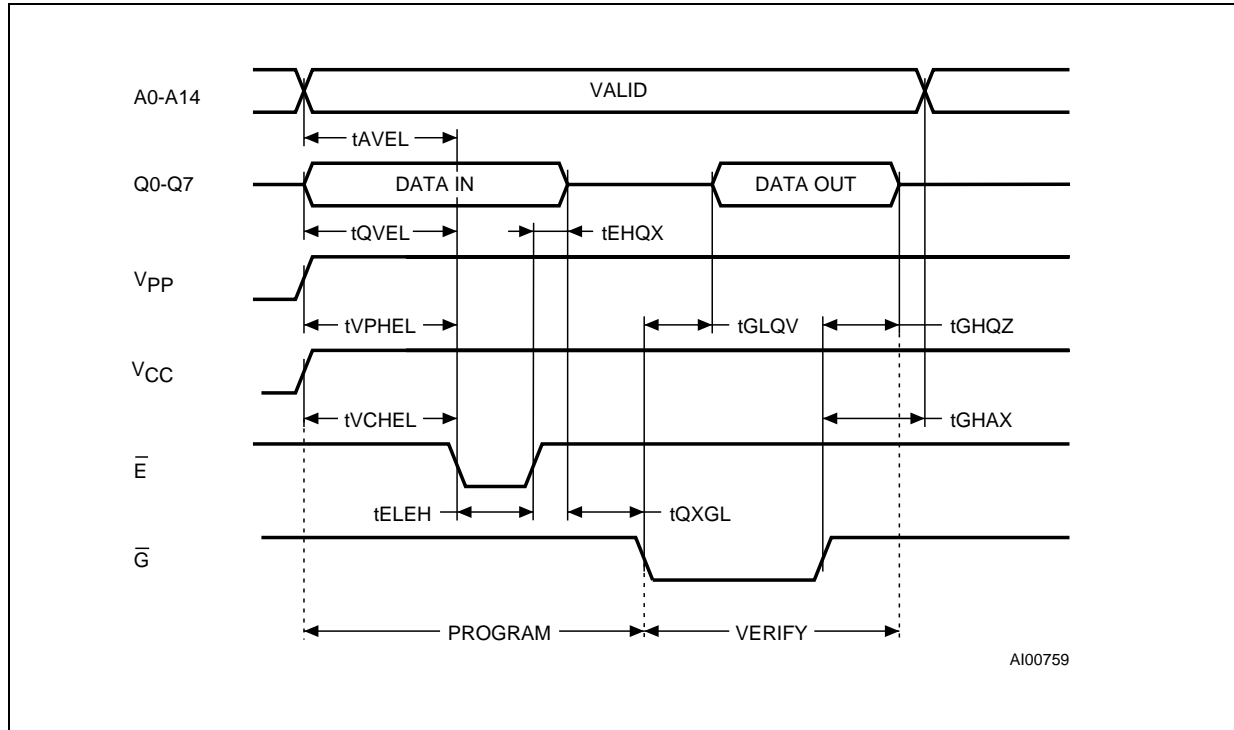 A0-A14
VALID
tAVEL
Q0-Q7
DATA IN
DATA OUT
tQVEL
tEHQX
VPP
tVPHEL
tGLQV
tGHQZ
VCC
tVCHEL
tGHAX
E̅
tELEH
tQXGL
G̅
PROGRAM
VERIFY
AI00759